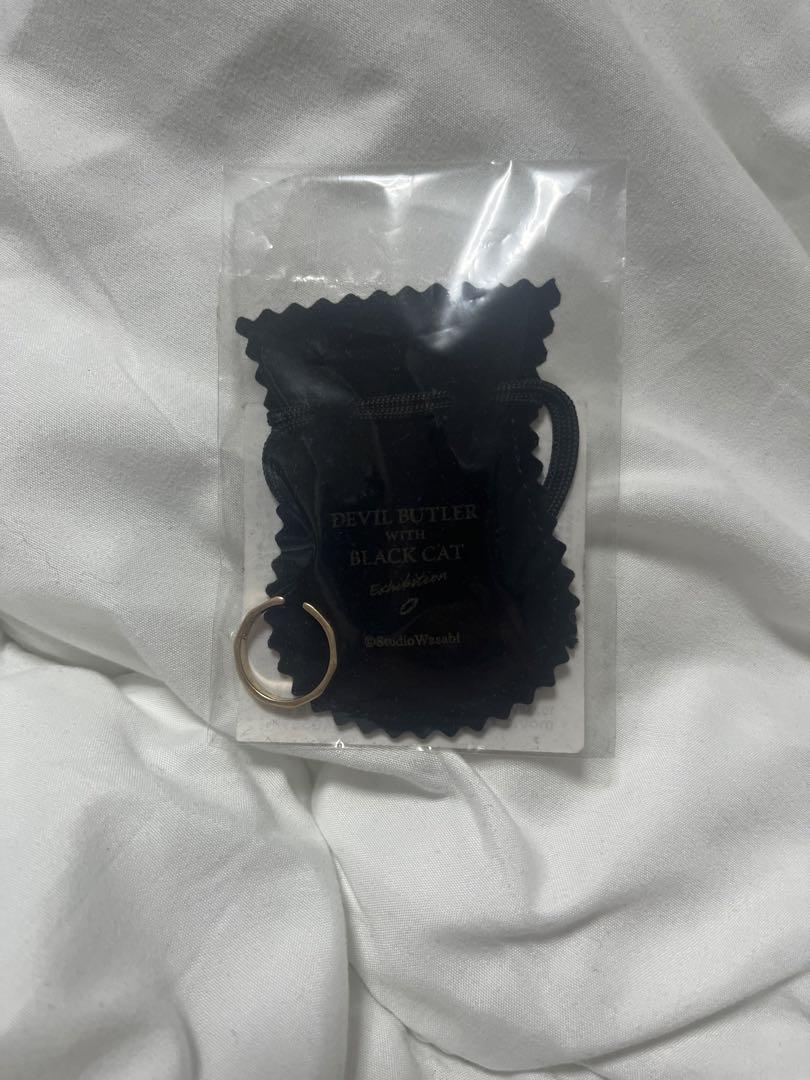 DEVIL BUTLER
WITH
BLACK CAT
Exhibition
©StudioWasabi